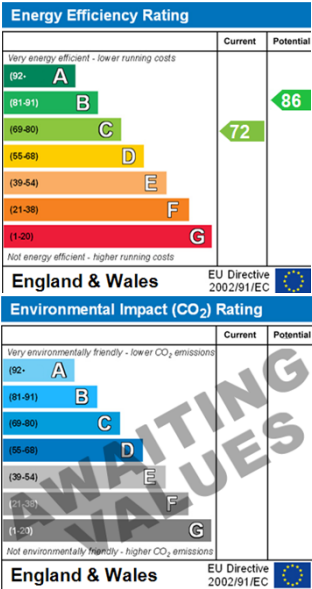 Energy Efficiency Rating
Current Potential
Very energy efficient - lower running costs
(92- A
(81-91) B 86
(69-80) C 72
(55-68) D
(39-54) E
(21-38) F
(1-20) G
Not energy efficient - higher running costs
England & Wales
EU Directive
2002/91/EC
Environmental Impact (CO₂) Rating
Current Potential
Very environmentally friendly - lower CO₂ emissions
(92- A
(81-91) B
(69-80) C
(55-68) D
(39-54) E
(21-38) F
(1-20) G
AWAITING
VALUES
Not environmentally friendly - higher CO₂ emissions
England & Wales
EU Directive
2002/91/EC